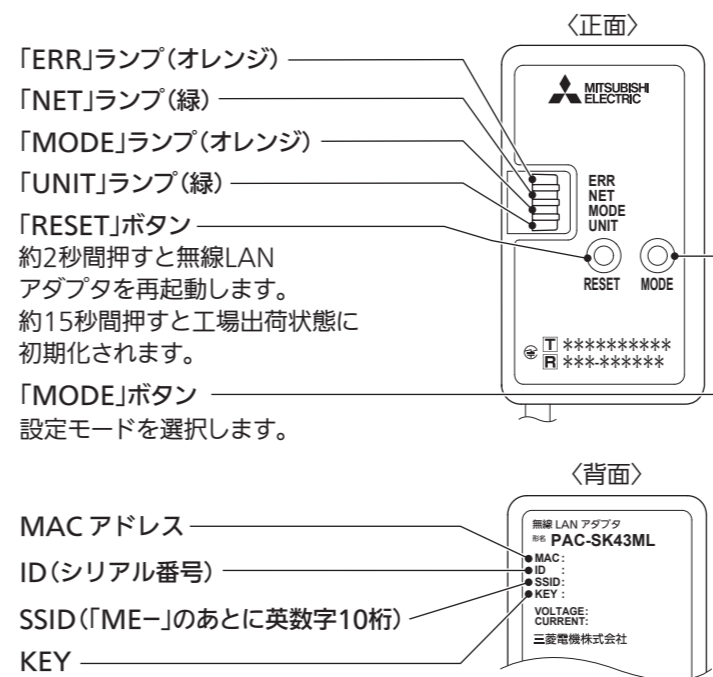 〈正面〉
「ERR」ランプ(オレンジ)
「NET」ランプ(緑)
「MODE」ランプ(オレンジ)
「UNIT」ランプ(緑)
「RESET」ボタン
約2秒間押すと無線LAN
アダプタを再起動します。
約15秒間押すと工場出荷状態に
初期化されます。
「MODE」ボタン
設定モードを選択します。
MITSUBISHI
ELECTRIC
ERR
NET
MODE
UNIT
RESET MODE
T **********
R ***-******
〈背面〉
MAC アドレス
ID(シリアル番号)
SSID(「ME−」のあとに英数字10桁)
KEY
無線 LAN アダプタ
形名 PAC-SK43ML
MAC :
ID :
SSID:
KEY :
VOLTAGE:
CURRENT:
三菱電機株式会社